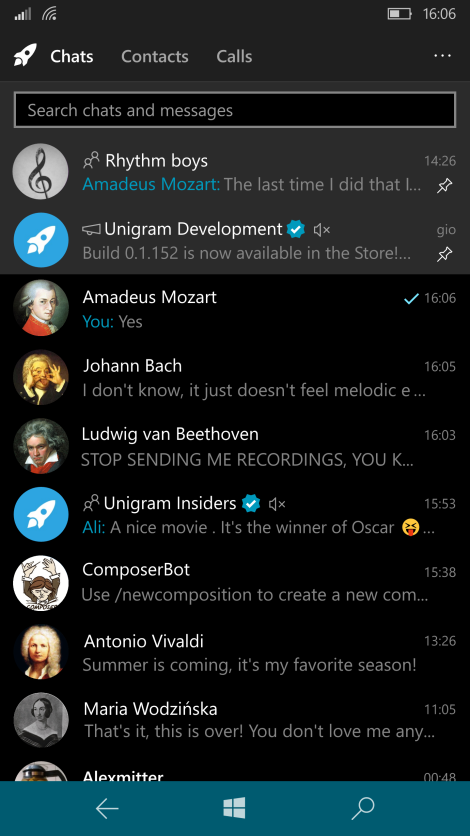 16:06
Chats Contacts Calls
Search chats and messages
Rhythm boys 14:26
Amadeus Mozart: The last time I did that I...
Unigram Development gio
Build 0.1.152 is now available in the Store!...
Amadeus Mozart 16:06
You: Yes
Johann Bach 16:05
I don't know, it just doesn't feel melodic e ...
Ludwig van Beethoven 16:03
STOP SENDING ME RECORDINGS, YOU K...
Unigram Insiders 15:53
Ali: A nice movie . It's the winner of Oscar 😝...
ComposerBot 15:38
Use /newcomposition to create a new com...
COMPOSER
Antonio Vivaldi 13:26
Summer is coming, it's my favorite season!
Maria Wodzińska 11:05
That's it, this is over! You don't love me any...
Alexmitter 00:48